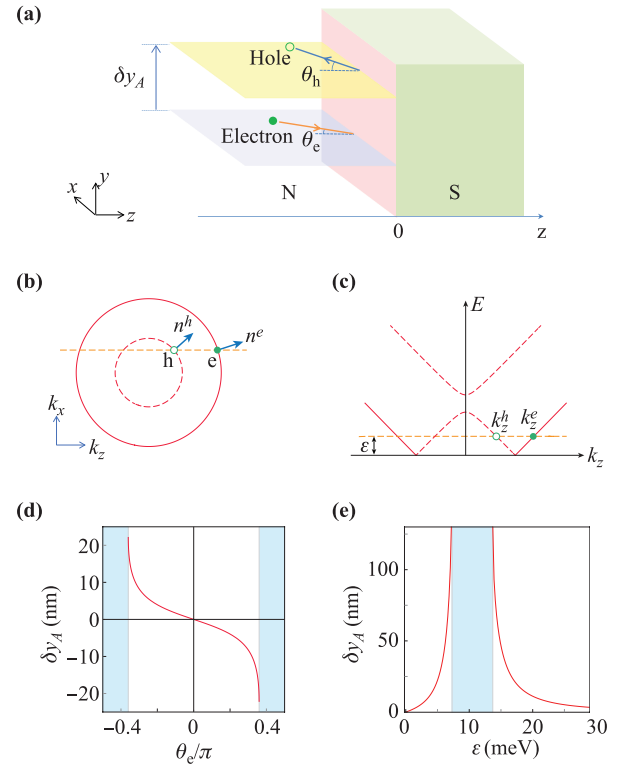 (a)
Hole
δy_A
θ_h
Electron
θ_e
x
y
z
N
S
0
z
(b)
(c)
n^h
n^e
h
e
k_x
k_z
E
k_z^h
k_z^e
ε
k_z
(d)
(e)
δy_A (nm)
20
10
0
−10
−20
−0.4
0
0.4
θ_e/π
δy_A (nm)
100
50
0
0
10
20
30
ε (meV)